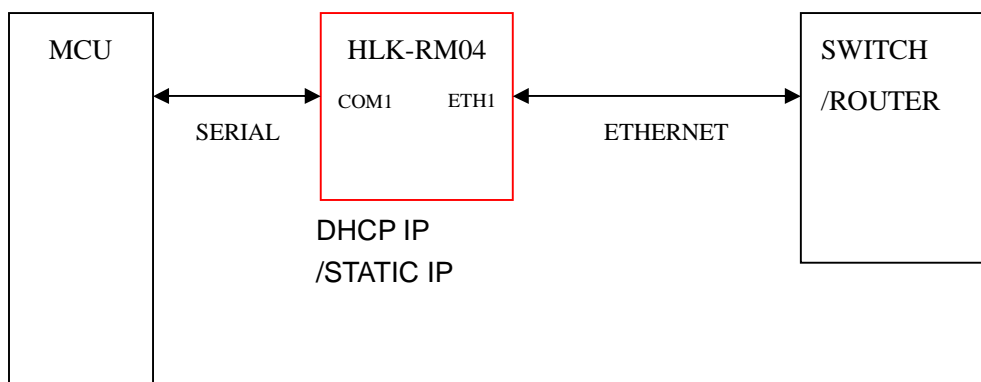 MCU
HLK-RM04
SWITCH
/ROUTER
COM1
ETH1
SERIAL
ETHERNET
DHCP IP
/STATIC IP